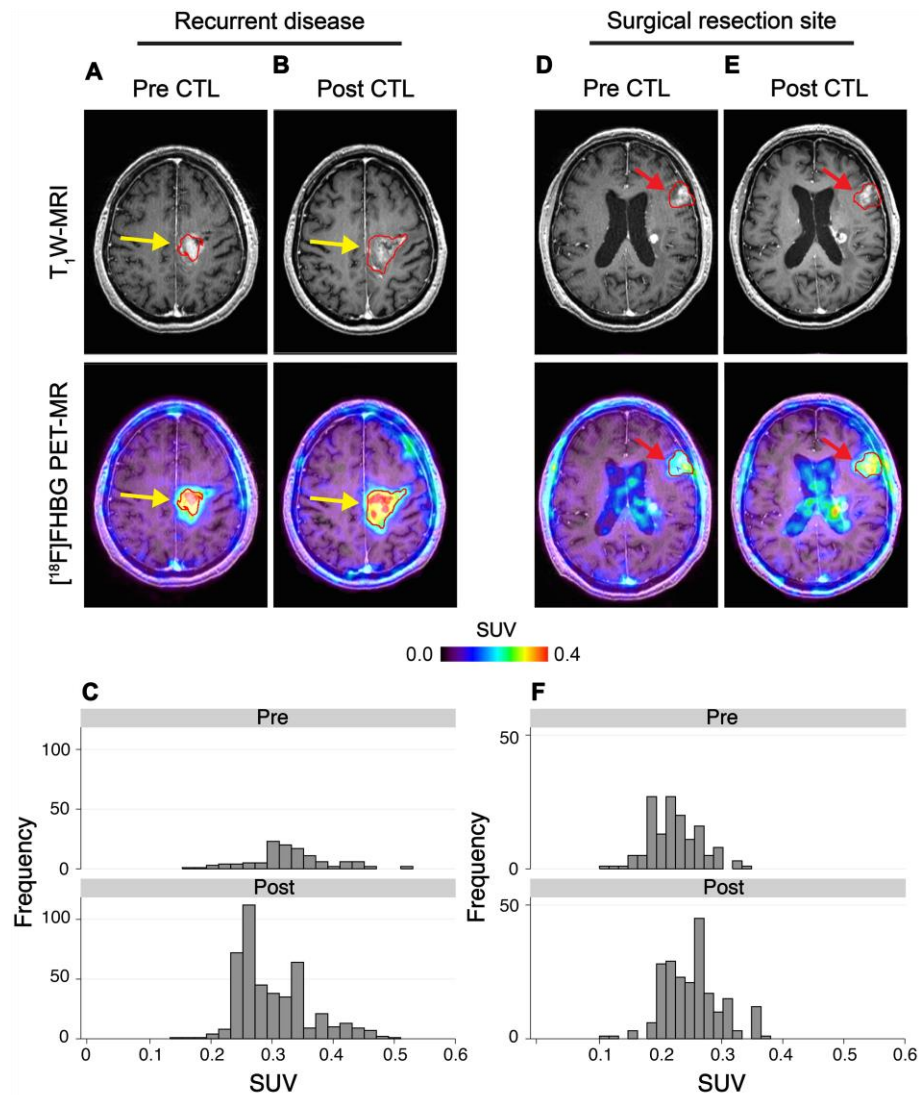 Recurrent disease
Surgical resection site
A
B
D
E
Pre CTL
Post CTL
Pre CTL
Post CTL
T₁W-MRI
[¹⁸F]FHBG PET-MR
SUV
0.0
0.4
C
F
Pre
Pre
100
50
0
50
0
Frequency
Frequency
Post
Post
100
50
0
50
0
0 0.1 0.2 0.3 0.4 0.5 0.6
0.1 0.2 0.3 0.4 0.5 0.6
SUV
SUV